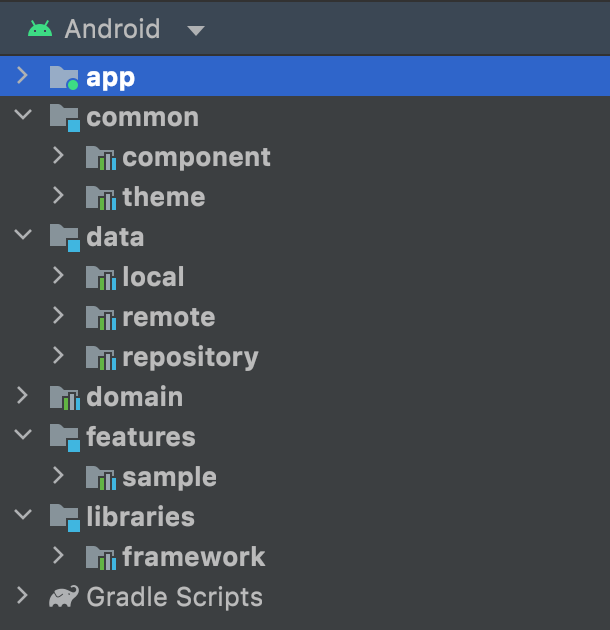 Android
app
common
component
theme
data
local
remote
repository
domain
features
sample
libraries
framework
Gradle Scripts